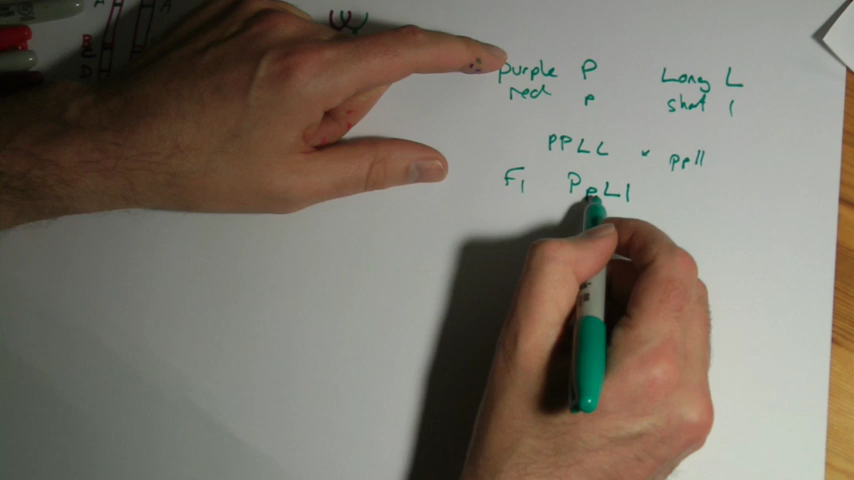 purple P Long L
red p short l
PPLL × ppll
F1 PpLl